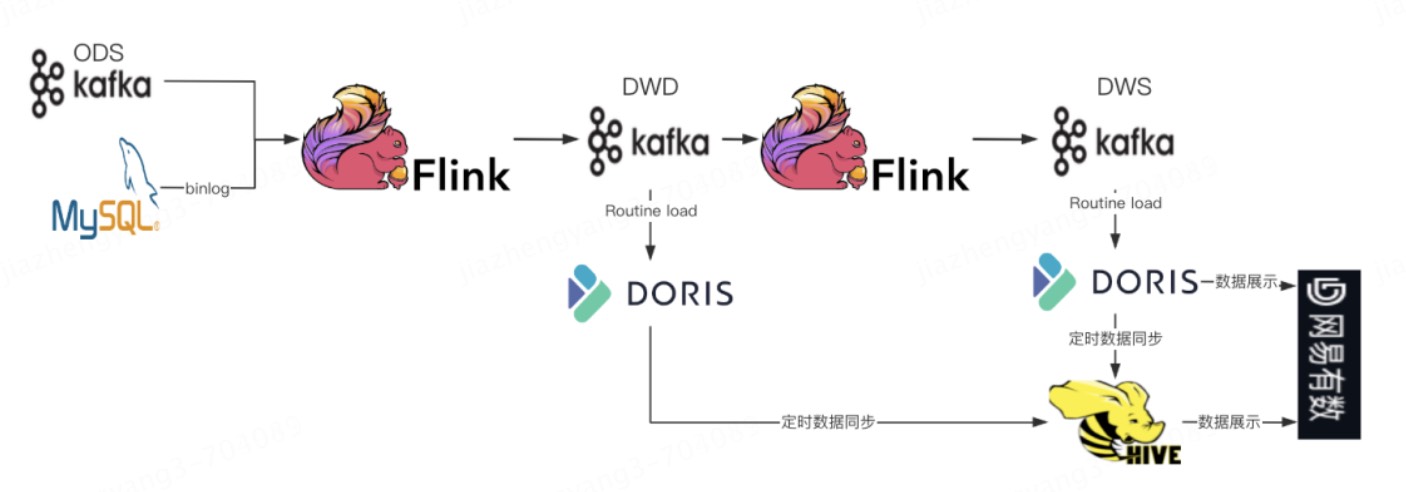 ODS
kafka
MySQL
binlog
Flink
DWD
kafka
Routine load
DORIS
Flink
DWS
kafka
Routine load
DORIS
数据展示
定时数据同步
定时数据同步
HIVE
数据展示
网易有数
jiazhengyang3-704089